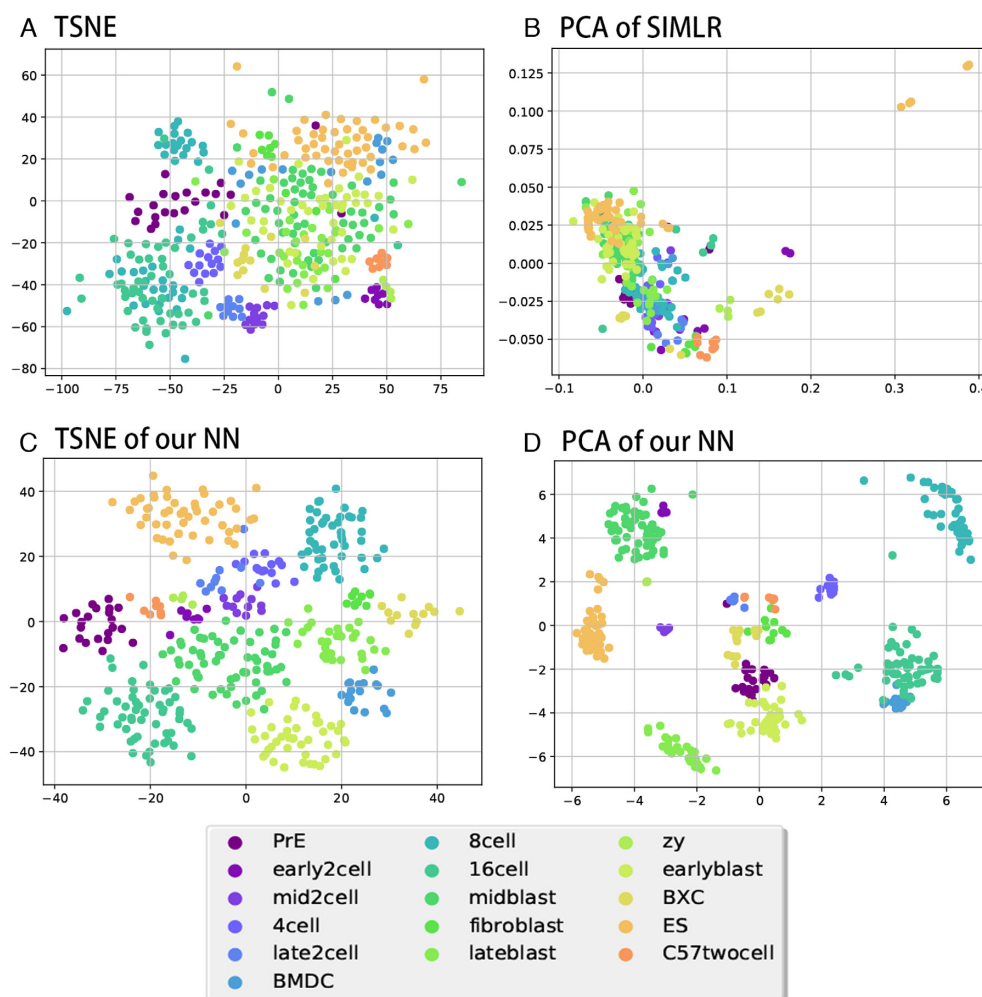 A TSNE
B PCA of SIMLR
60
40
20
0
−20
−40
−60
−80
−100 −75 −50 −25 0 25 50 75
0.125
0.100
0.075
0.050
0.025
0.000
−0.025
−0.050
−0.1 0.0 0.1 0.2 0.3 0.4
C TSNE of our NN
D PCA of our NN
40
20
0
−20
−40
−40 −20 0 20 40
6
4
2
0
−2
−4
−6
−6 −4 −2 0 2 4 6
PrE
early2cell
mid2cell
4cell
late2cell
BMDC
8cell
16cell
midblast
fibroblast
lateblast
zy
earlyblast
BXC
ES
C57twocell